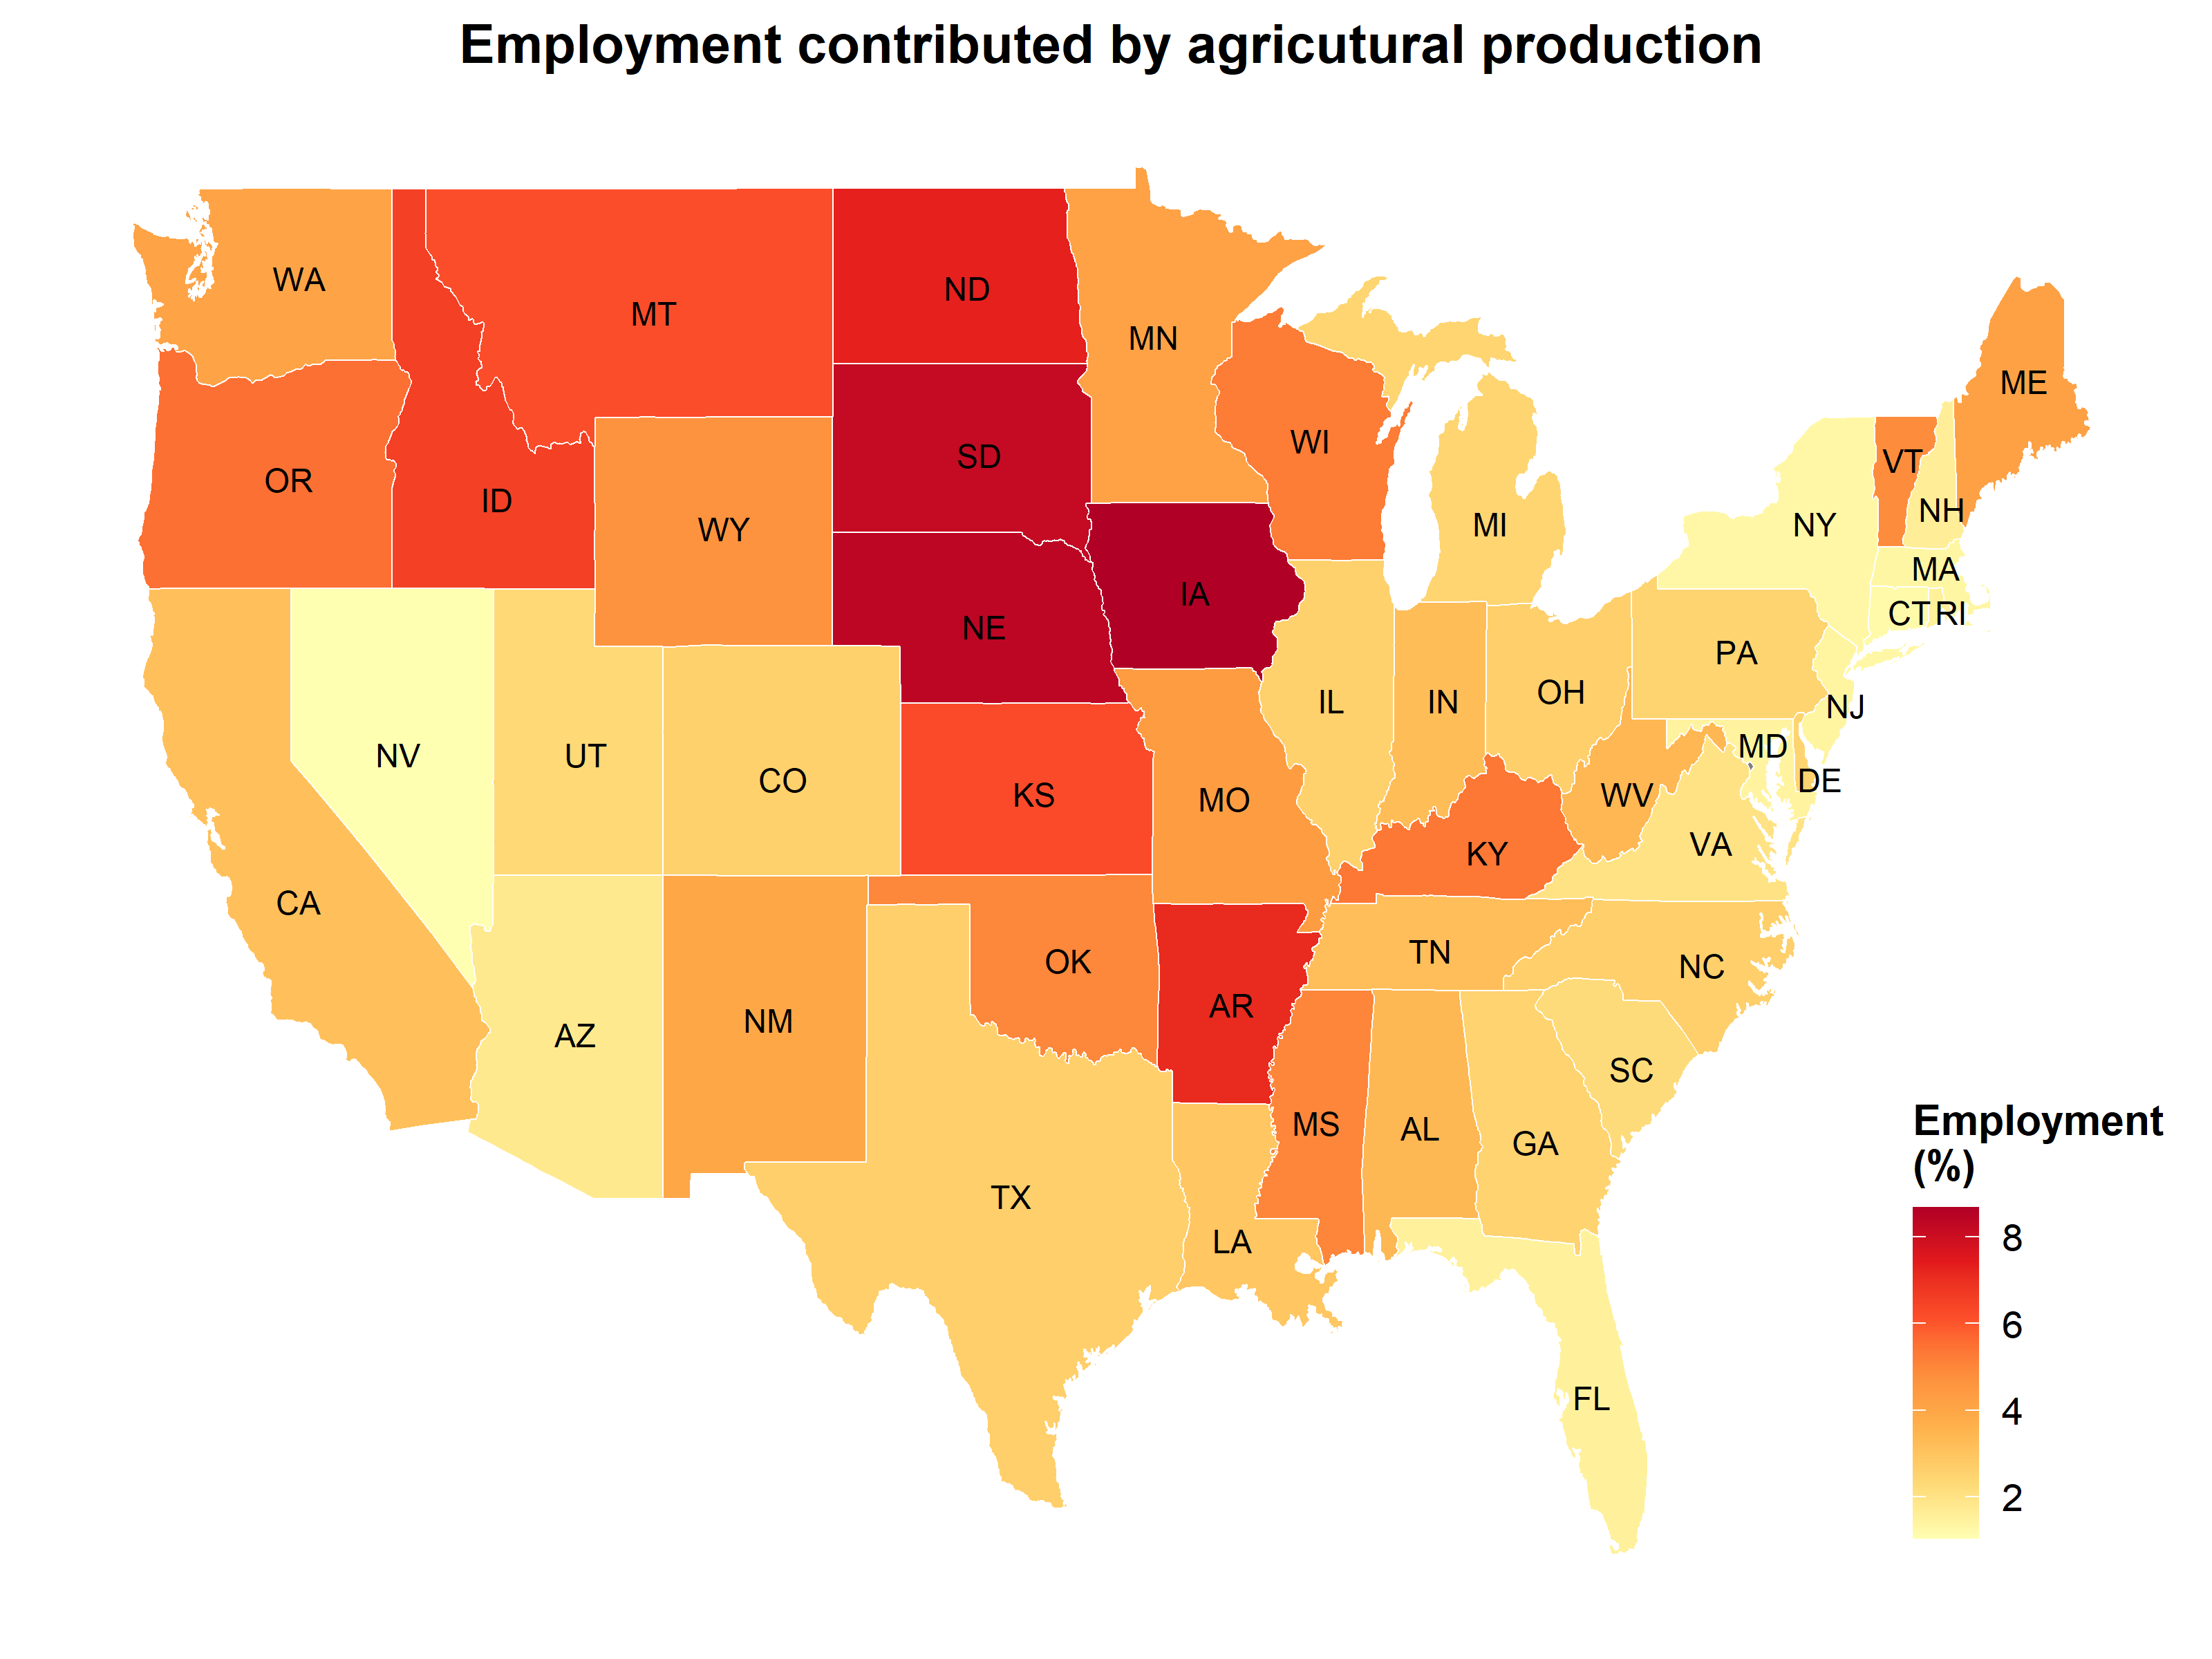 Employment contributed by agricutural production
WA
MT
ND
MN
ME
OR
ID
SD
WI
VT
WY
MI
NY
NH
MA
IA
NE
CT
RI
PA
IL
IN
OH
NJ
NV
UT
CO
KS
MO
WV
MD
DE
VA
KY
CA
TN
NC
OK
AR
NM
AZ
SC
MS
AL
GA
TX
LA
FL
Employment
(%)
8
6
4
2